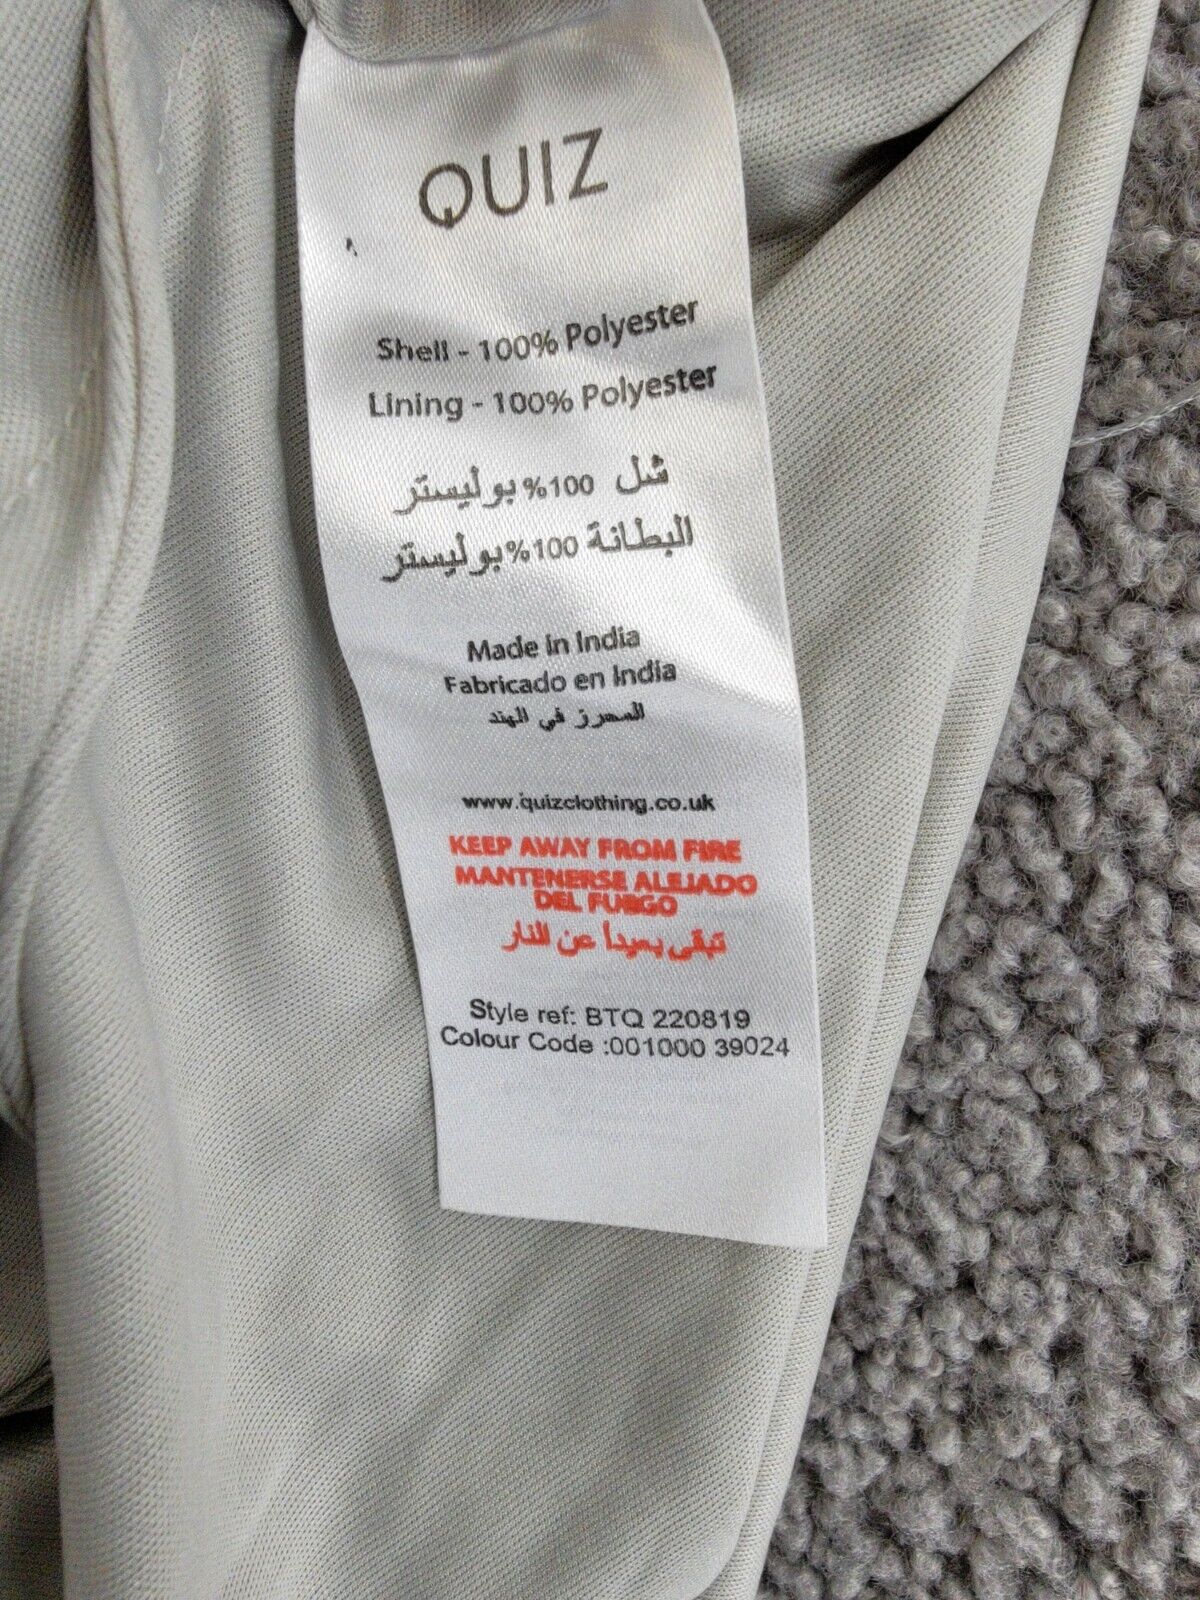 QUIZ
Shell - 100% Polyester
Lining - 100% Polyester
شل 100% بوليستر
البطانة 100% بوليستر
Made in India
Fabricado en India
المحرز في الهند
www.quizclothing.co.uk
KEEP AWAY FROM FIRE
MANTENERSE ALEJADO
DEL FUEGO
تبقى بعيدا عن النار
Style ref: BTQ 220819
Colour Code :001000 39024